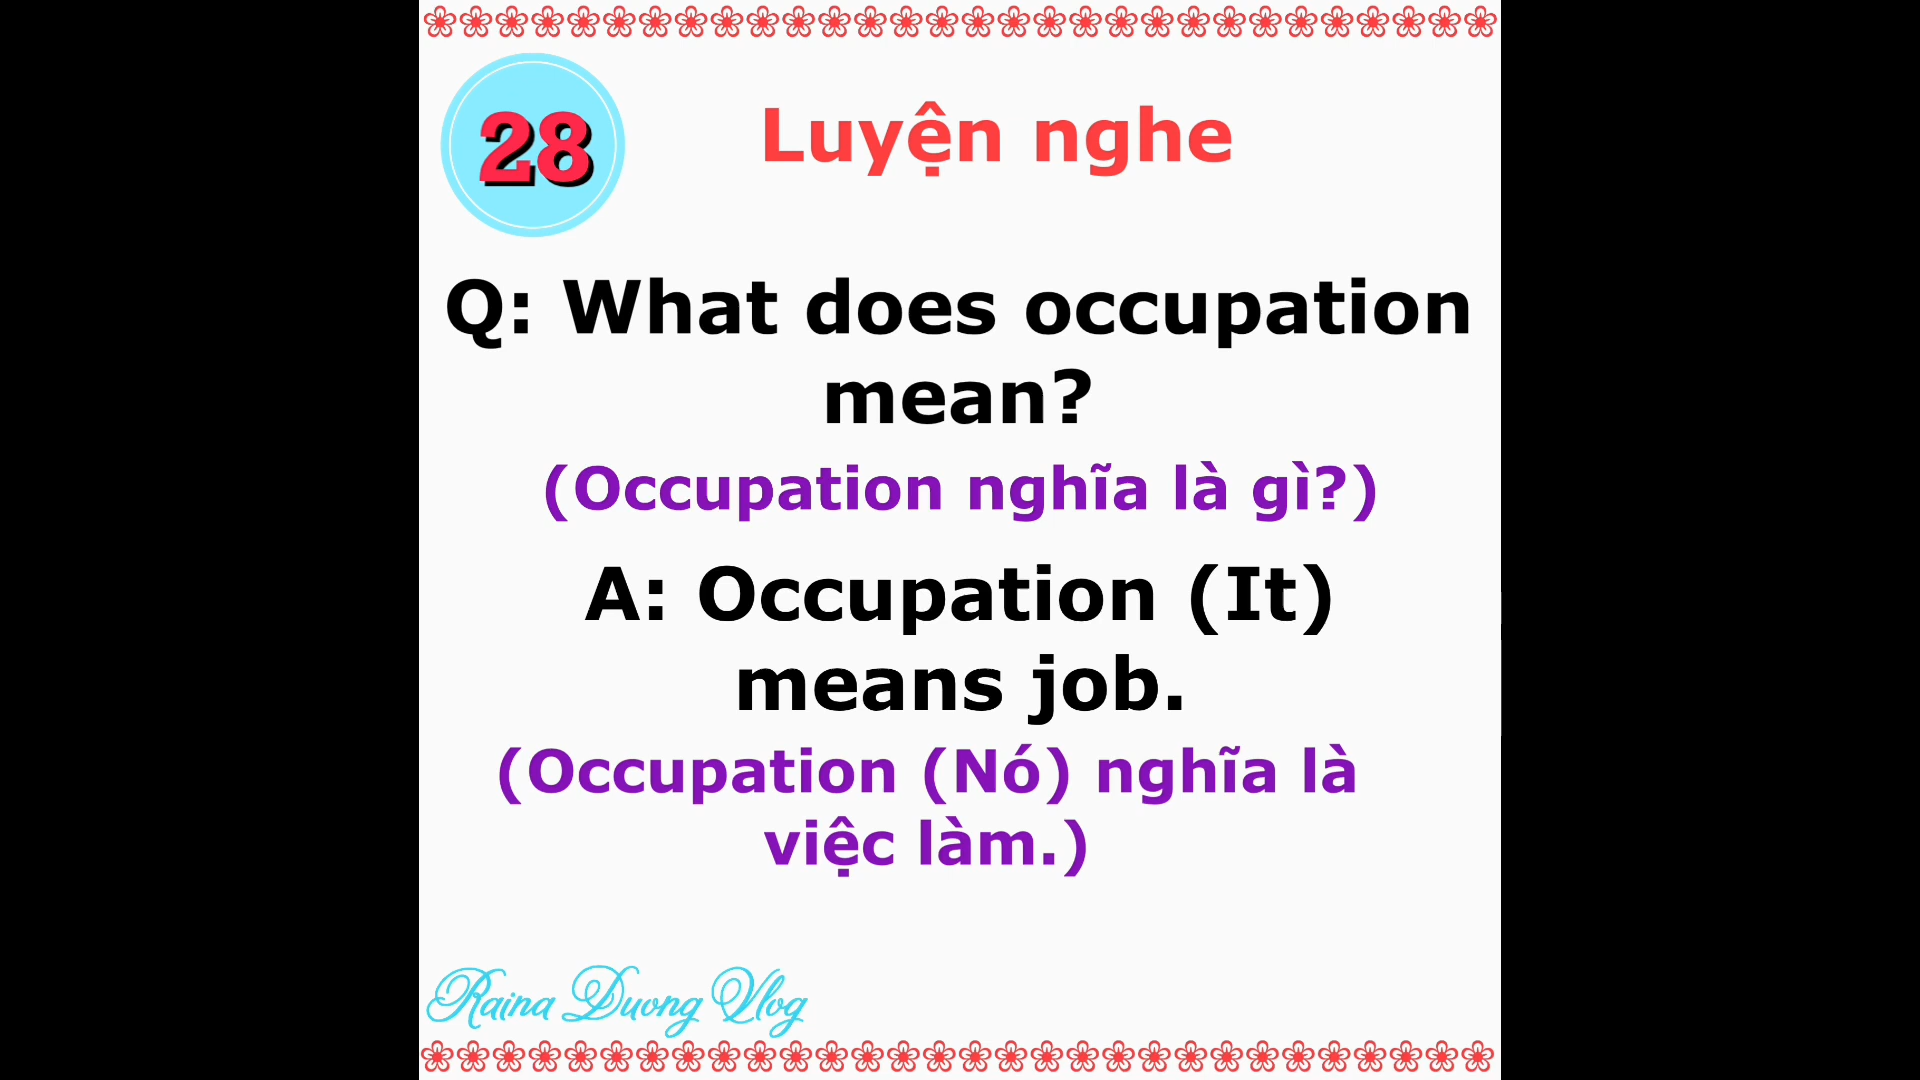 28
Luyện nghe
Q: What does occupation
mean?
(Occupation nghĩa là gì?)
A: Occupation (It)
means job.
(Occupation (Nó) nghĩa là
việc làm.)
Raina Duong Vlog